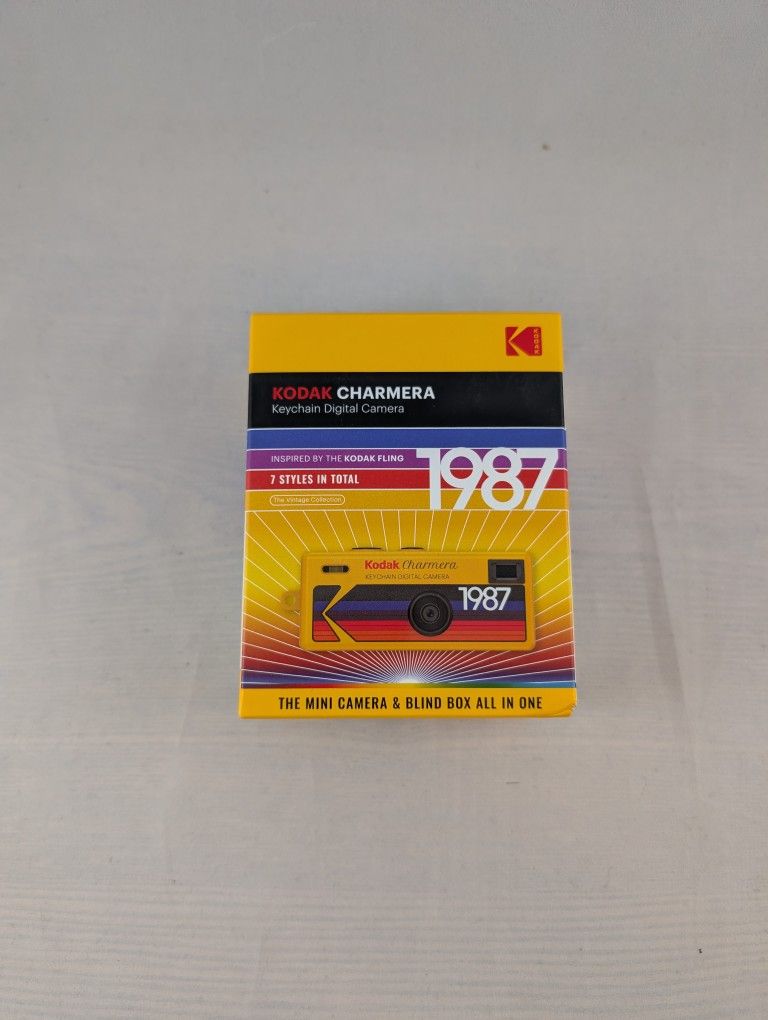 KODAK
KODAK CHARMERA
Keychain Digital Camera
INSPIRED BY THE KODAK FLING
1987
7 STYLES IN TOTAL
The Vintage Collection
Kodak Charmera
KEYCHAIN DIGITAL CAMERA
1987
THE MINI CAMERA & BLIND BOX ALL IN ONE